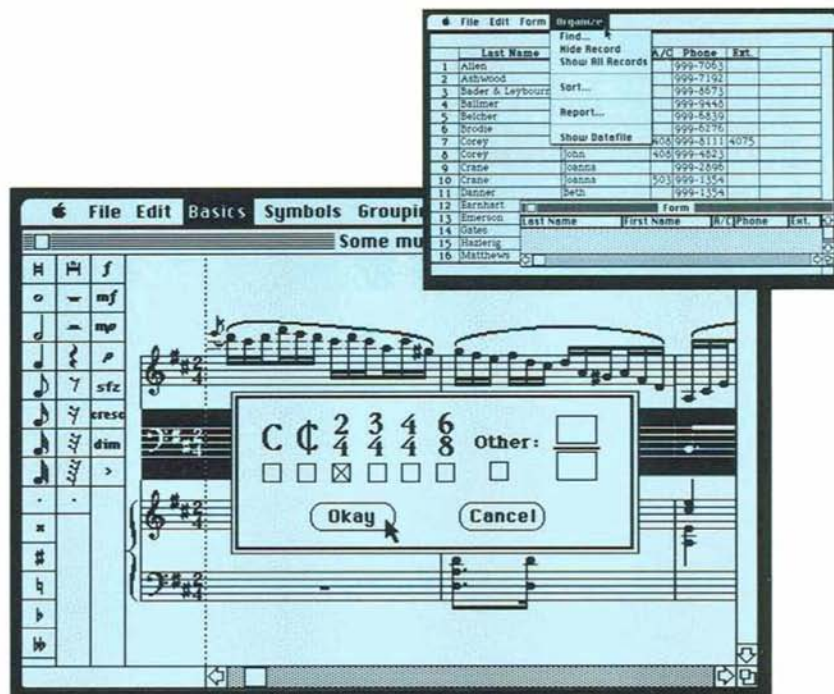 File Edit Form Organize
Find...
Hide Record
Show All Records
Sort...
Report...
Show Datafile
Last Name A/C Phone Ext.
1 Allen 999-7063
2 Ashwood 999-7192
3 Bader & Leybourn 999-8673
4 Ballmer 999-9448
5 Belcher 999-6839
6 Brodie 999-6276
7 Corey 408 999-8111 4075
8 Corey John 408 999-4823
9 Crane Joanna 999-2896
10 Crane Joanna 503 999-1354
11 Danner Beth 999-1354
12 Earnhart
13 Emerson
14 Gates
15 Hazlerig
16 Matthews
Form
Last Name First Name A/C Phone Ext.
File Edit Basics Symbols Groupin
Some mu
f
mf
mp
p
sfz
cresc
dim
2/4 3/4 4/4 6/8 Other:
Okay Cancel